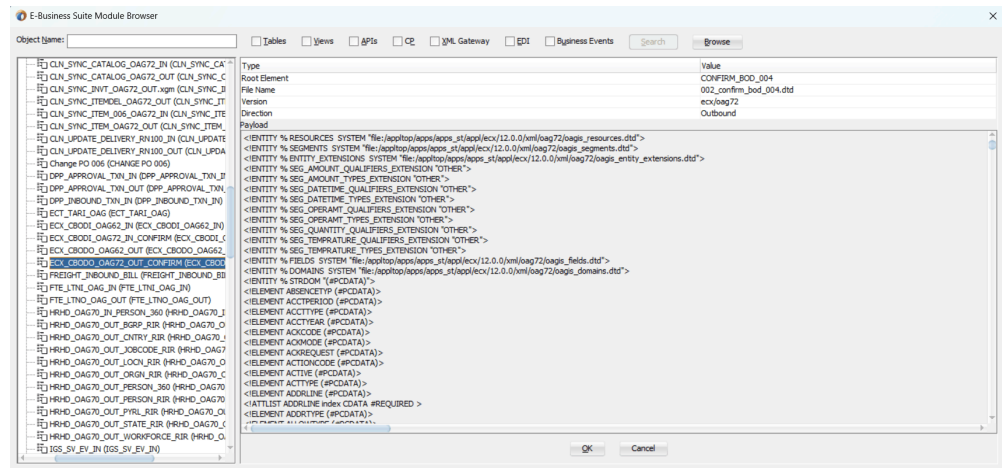 E-Business Suite Module Browser
Object Name: Tables Views APIs CP XML Gateway EDI Business Events Search Browse
CLN_SYNC_CATALOG_OAG72_IN (CLN_SYNC_CAT
CLN_SYNC_CATALOG_OAG72_OUT (CLN_SYNC_C
CLN_SYNC_INVT_OAG72_OUT.xgm (CLN_SYNC_I
CLN_SYNC_ITEMDEL_OAG72_OUT (CLN_SYNC_IT
CLN_SYNC_ITEM_006_OAG72_IN (CLN_SYNC_ITE
CLN_SYNC_ITEM_OAG72_OUT (CLN_SYNC_ITEM_
CLN_UPDATE_DELIVERY_RN100_IN (CLN_UPDATE
CLN_UPDATE_DELIVERY_RN100_OUT (CLN_UPDA
Change PO 006 (CHANGE PO 006)
DPP_APPROVAL_TXN_IN (DPP_APPROVAL_TXN_IN
DPP_APPROVAL_TXN_OUT (DPP_APPROVAL_TXN_
DPP_INBOUND_TXN_IN (DPP_INBOUND_TXN_IN)
ECT_TARI_OAG (ECT_TARI_OAG)
ECX_CBODI_OAG62_IN (ECX_CBODI_OAG62_IN)
ECX_CBODI_OAG72_IN_CONFIRM (ECX_CBODI_O
ECX_CBODO_OAG62_OUT (ECX_CBODO_OAG62_
ECX_CBODO_OAG72_OUT_CONFIRM (ECX_CBOD
FREIGHT_INBOUND_BILL (FREIGHT_INBOUND_BI
FTE_LTNI_OAG_IN (FTE_LTNI_OAG_IN)
FTE_LTNO_OAG_OUT (FTE_LTNO_OAG_OUT)
HRHD_OAG70_IN_PERSON_360 (HRHD_OAG70_I
HRHD_OAG70_OUT_BGRP_RIR (HRHD_OAG70_O
HRHD_OAG70_OUT_CNTRY_RIR (HRHD_OAG70_
HRHD_OAG70_OUT_JOBCODE_RIR (HRHD_OAG7
HRHD_OAG70_OUT_LOCN_RIR (HRHD_OAG70_O
HRHD_OAG70_OUT_ORGN_RIR (HRHD_OAG70_O
HRHD_OAG70_OUT_PERSON_360 (HRHD_OAG70
HRHD_OAG70_OUT_PERSON_RIR (HRHD_OAG70
HRHD_OAG70_OUT_PYRL_RIR (HRHD_OAG70_OU
HRHD_OAG70_OUT_STATE_RIR (HRHD_OAG70_O
HRHD_OAG70_OUT_WORKFORCE_RIR (HRHD_O
IGS_SV_EV_IN (IGS_SV_EV_IN)
Type Value
Root Element CONFIRM_BOD_004
File Name 002_confirm_bod_004.dtd
Version ecx/oag72
Direction Outbound
Payload
<!ENTITY % RESOURCES SYSTEM "file:/appltop/apps/apps_st/appl/ecx/12.0.0/xml/oag72/oagis_resources.dtd">
<!ENTITY % SEGMENTS SYSTEM "file:/appltop/apps/apps_st/appl/ecx/12.0.0/xml/oag72/oagis_segments.dtd">
<!ENTITY % ENTITY_EXTENSIONS SYSTEM "file:/appltop/apps/apps_st/appl/ecx/12.0.0/xml/oag72/oagis_entity_extensions.dtd">
<!ENTITY % SEG_AMOUNT_QUALIFIERS_EXTENSION "OTHER">
<!ENTITY % SEG_AMOUNT_TYPES_EXTENSION "OTHER">
<!ENTITY % SEG_DATETIME_QUALIFIERS_EXTENSION "OTHER">
<!ENTITY % SEG_DATETIME_TYPES_EXTENSION "OTHER">
<!ENTITY % SEG_OPERAMT_QUALIFIERS_EXTENSION "OTHER">
<!ENTITY % SEG_OPERAMT_TYPES_EXTENSION "OTHER">
<!ENTITY % SEG_QUANTITY_QUALIFIERS_EXTENSION "OTHER">
<!ENTITY % SEG_TEMPRATURE_QUALIFIERS_EXTENSION "OTHER">
<!ENTITY % SEG_TEMPRATURE_TYPES_EXTENSION "OTHER">
<!ENTITY % FIELDS SYSTEM "file:/appltop/apps/apps_st/appl/ecx/12.0.0/xml/oag72/oagis_fields.dtd">
<!ENTITY % DOMAINS SYSTEM "file:/appltop/apps/apps_st/appl/ecx/12.0.0/xml/oag72/oagis_domains.dtd">
<!ENTITY % STRDOM "(#PCDATA)">
<!ELEMENT ABSENCETYP (#PCDATA)>
<!ELEMENT ACCTPERIOD (#PCDATA)>
<!ELEMENT ACCTTYPE (#PCDATA)>
<!ELEMENT ACCTYEAR (#PCDATA)>
<!ELEMENT ACKCODE (#PCDATA)>
<!ELEMENT ACKMODE (#PCDATA)>
<!ELEMENT ACKREQUEST (#PCDATA)>
<!ELEMENT ACTIONCODE (#PCDATA)>
<!ELEMENT ACTIVE (#PCDATA)>
<!ELEMENT ACTTYPE (#PCDATA)>
<!ELEMENT ADDRLINE (#PCDATA)>
<!ATTLIST ADDRLINE index CDATA #REQUIRED >
<!ELEMENT ADDRTYPE (#PCDATA)>
OK Cancel